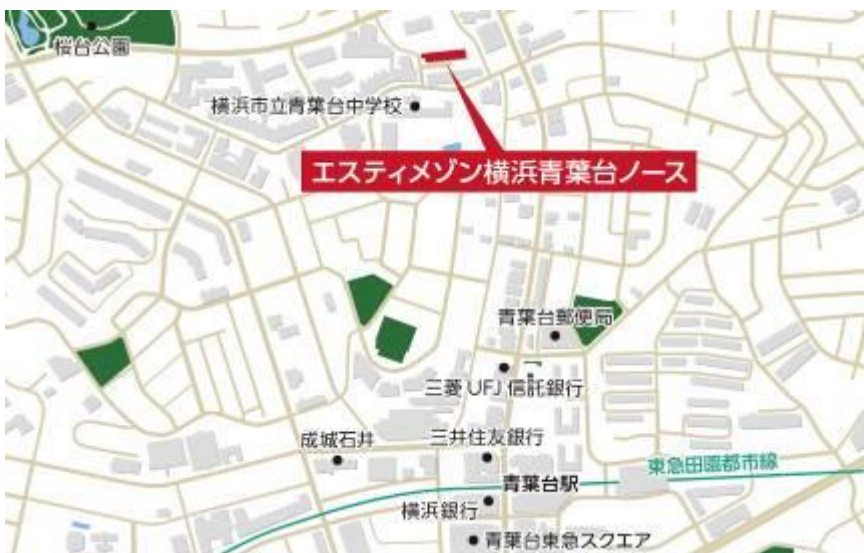 桜台公園
横浜市立青葉台中学校
エスティメゾン横浜青葉台ノース
青葉台郵便局
三菱UFJ信託銀行
成城石井
三井住友銀行
東急田園都市線
青葉台駅
横浜銀行
青葉台東急スクエア